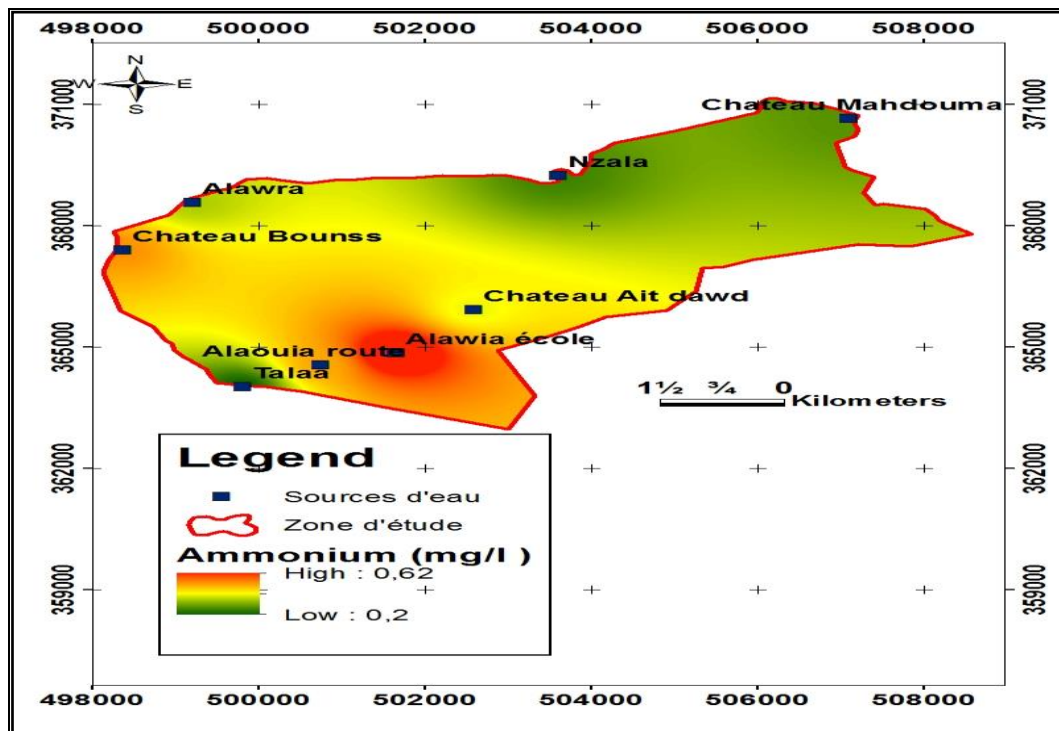 498000 500000 502000 504000 506000 508000
N
W E
S
371000 371000
Chateau Mahdouma
Nzala
Alawra
368000 368000
Chateau Bounss
Chateau Ait dawd
365000 365000
Alawia école
Alaouia route
Talaa
1½ ¾ 0
Kilometers
362000 362000
Legend
Sources d'eau
Zone d'étude
Ammonium (mg/l )
High : 0,62
Low : 0,2
359000 359000
498000 500000 502000 504000 506000 508000